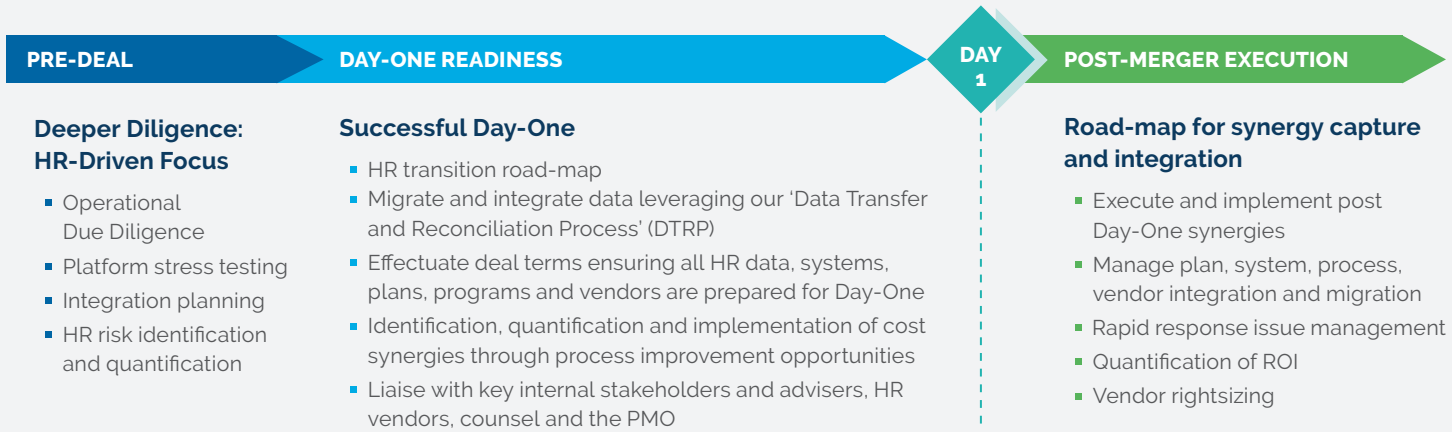 PRE-DEAL
DAY-ONE READINESS
DAY
1
POST-MERGER EXECUTION
Deeper Diligence:
HR-Driven Focus
Operational
Due Diligence
Platform stress testing
Integration planning
HR risk identification
and quantification
Successful Day-One
HR transition road-map
Migrate and integrate data leveraging our ‘Data Transfer
and Reconciliation Process’ (DTRP)
Effectuate deal terms ensuring all HR data, systems,
plans, programs and vendors are prepared for Day-One
Identification, quantification and implementation of cost
synergies through process improvement opportunities
Liaise with key internal stakeholders and advisers, HR
vendors, counsel and the PMO
Road-map for synergy capture
and integration
Execute and implement post
Day-One synergies
Manage plan, system, process,
vendor integration and migration
Rapid response issue management
Quantification of ROI
Vendor rightsizing